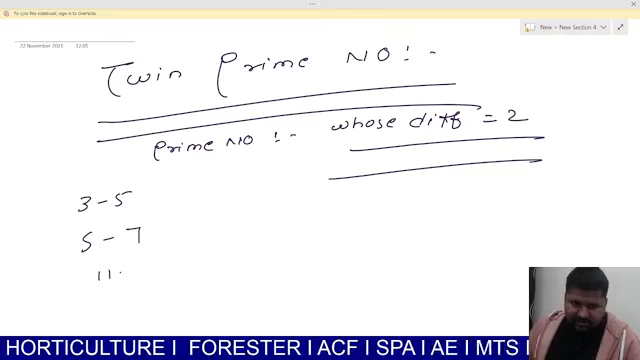 To sync this notebook, sign in to OneNote.
New > New Section 4
22 November 2025 12:05
Twin Prime NO:-
Prime NO:- whose diff = 2
3-5
5-7
11.
HORTICULTURE I FORESTER I ACF I SPA I AE I MTS I